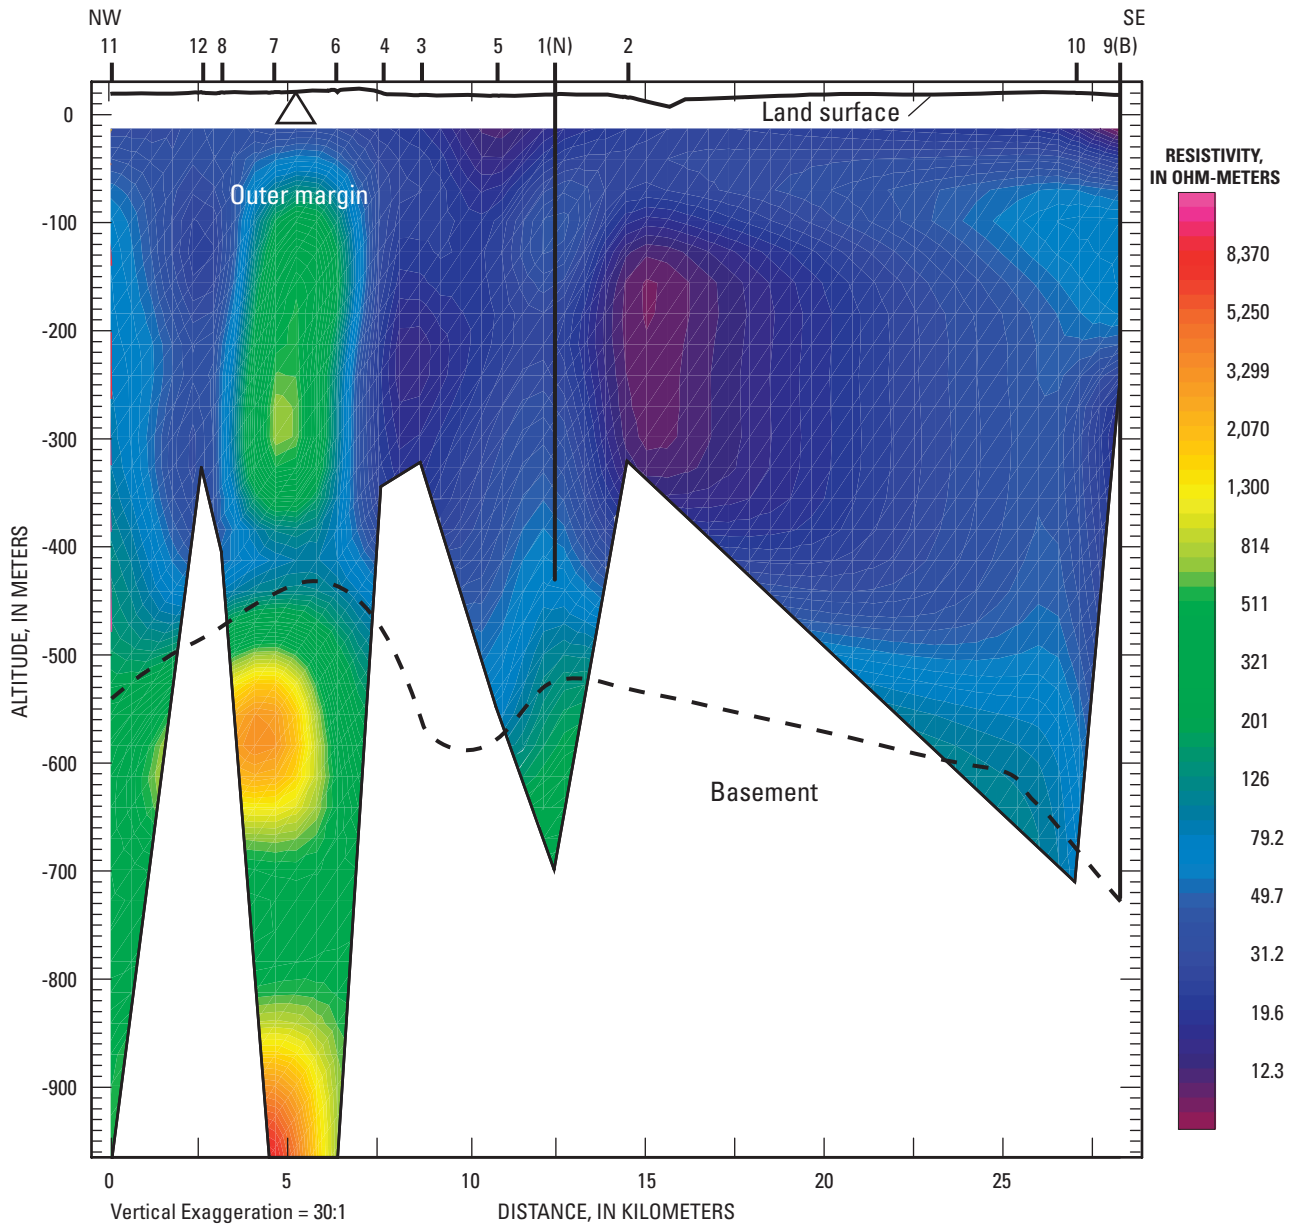 NW
SE
11 12 8 7 6 4 3 5 1(N) 2 10 9(B)
Land surface
0
Outer margin
-100
-200
-300
-400
-500
-600
-700
-800
-900
ALTITUDE, IN METERS
Basement
0 5 10 15 20 25
Vertical Exaggeration = 30:1
DISTANCE, IN KILOMETERS
RESISTIVITY,
IN OHM-METERS
8,370
5,250
3,299
2,070
1,300
814
511
321
201
126
79.2
49.7
31.2
19.6
12.3